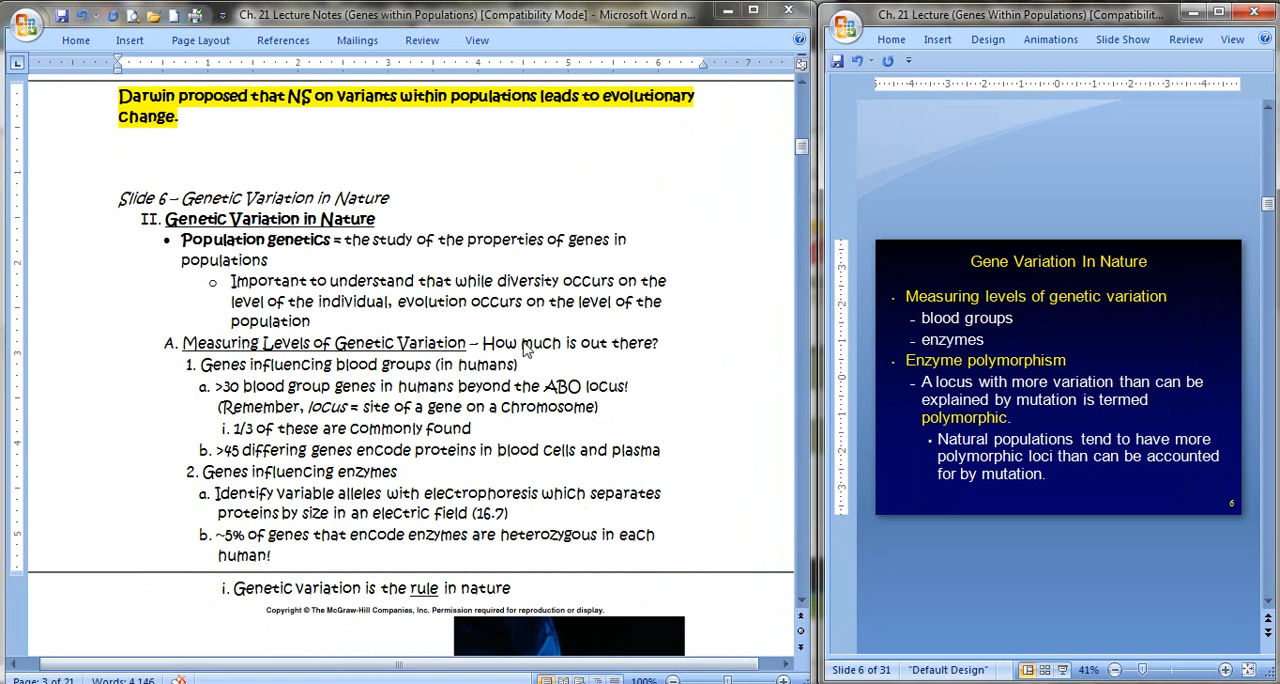 Ch. 21 Lecture Notes (Genes within Populations) [Compatibility Mode] - Microsoft Word n...
Home Insert Page Layout References Mailings Review View
Darwin proposed that NS on variants within populations leads to evolutionary
change.
Slide 6 – Genetic Variation in Nature
II. Genetic Variation in Nature
• Population genetics = the study of the properties of genes in
populations
o Important to understand that while diversity occurs on the
level of the individual, evolution occurs on the level of the
population
A. Measuring Levels of Genetic Variation – How much is out there?
1. Genes influencing blood groups (in humans)
a. >30 blood group genes in humans beyond the ABO locus!
(Remember, locus = site of a gene on a chromosome)
i. 1/3 of these are commonly found
b. >45 differing genes encode proteins in blood cells and plasma
2. Genes influencing enzymes
a. Identify variable alleles with electrophoresis which separates
proteins by size in an electric field (16.7)
b. ~5% of genes that encode enzymes are heterozygous in each
human!
i. Genetic variation is the rule in nature
Copyright © The McGraw-Hill Companies, Inc. Permission required for reproduction or display.
Page: 3 of 21 Words: 4,146 100%
Ch. 21 Lecture (Genes Within Populations) [Compatibilit...
Home Insert Design Animations Slide Show Review View
Gene Variation In Nature
• Measuring levels of genetic variation
- blood groups
- enzymes
• Enzyme polymorphism
- A locus with more variation than can be
explained by mutation is termed
polymorphic.
• Natural populations tend to have more
polymorphic loci than can be accounted
for by mutation.
6
Slide 6 of 31 "Default Design" 41%